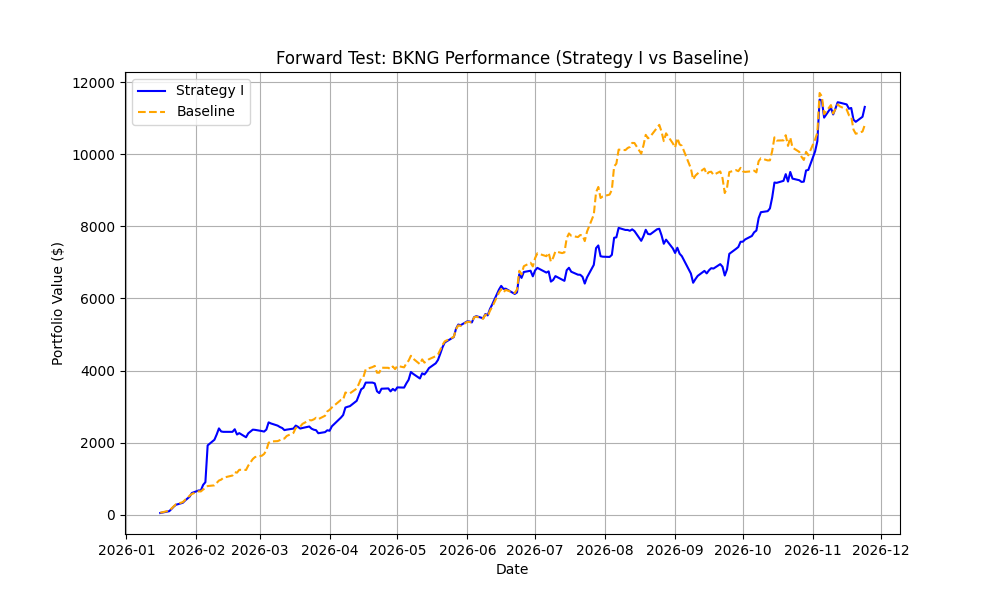 Forward Test: BKNG Performance (Strategy I vs Baseline)
Strategy I
Baseline
Portfolio Value ($)
12000
10000
8000
6000
4000
2000
0
2026-01 2026-02 2026-03 2026-04 2026-05 2026-06 2026-07 2026-08 2026-09 2026-10 2026-11 2026-12
Date